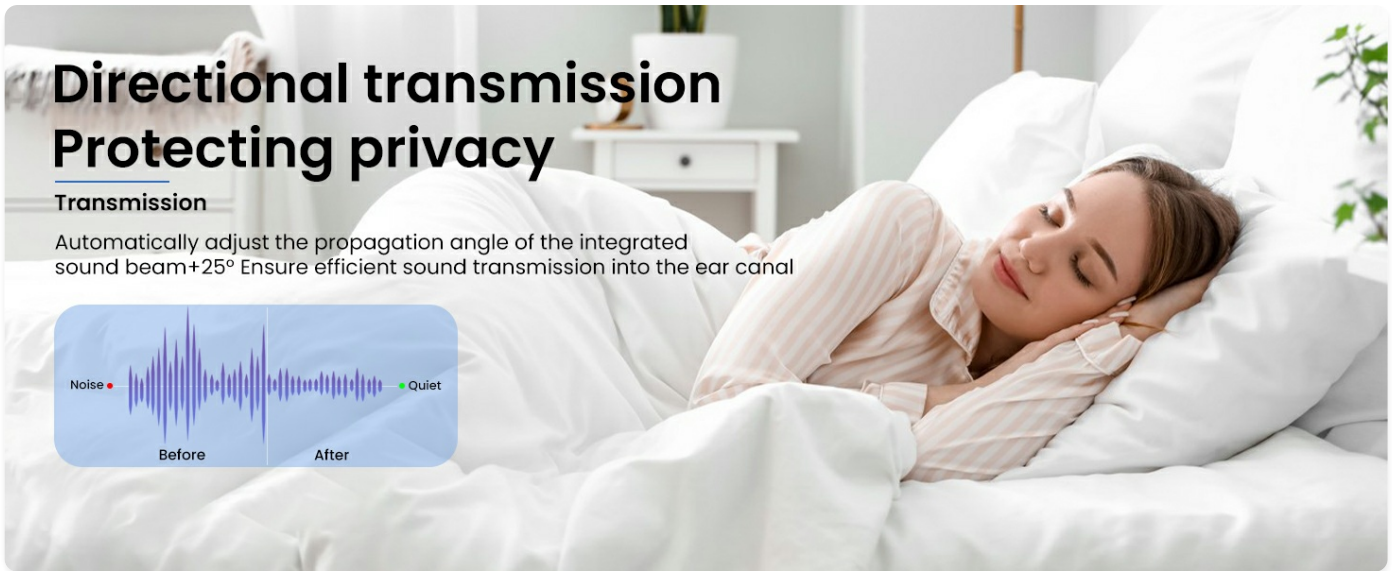 Directional transmission
Protecting privacy
Transmission
Automatically adjust the propagation angle of the integrated
sound beam+25° Ensure efficient sound transmission into the ear canal
Noise
Quiet
Before
After